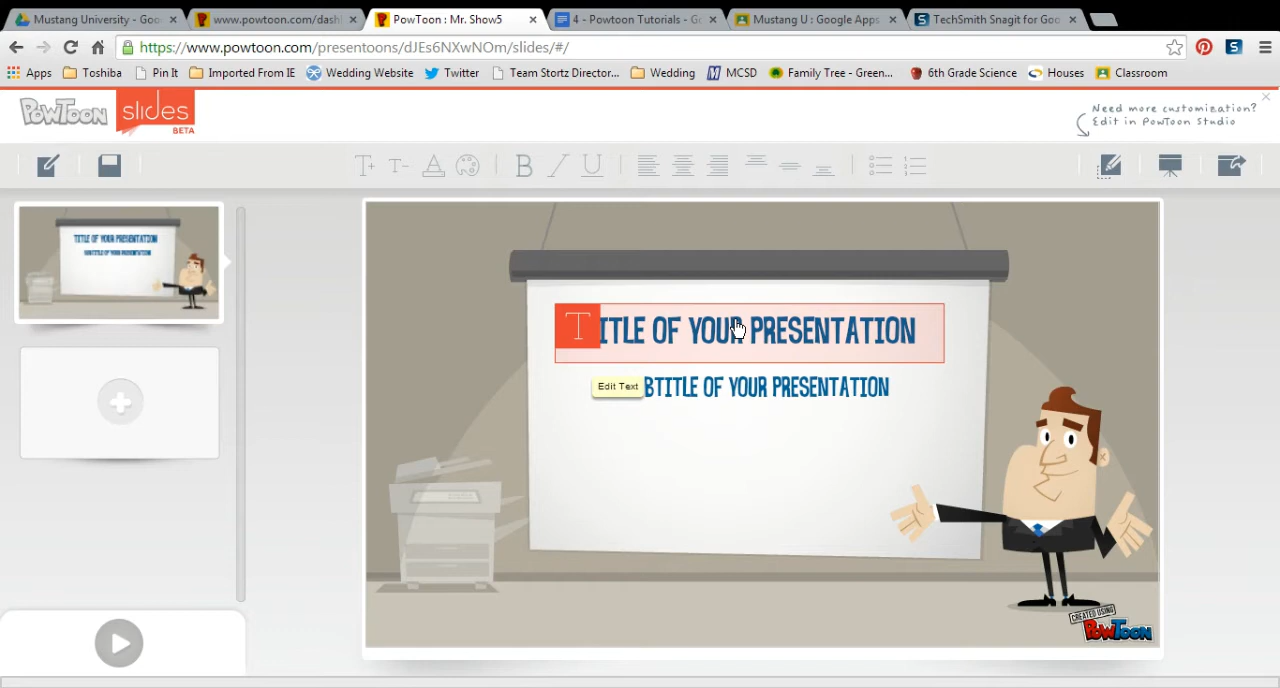 Mustang University - Goo
www.powtoon.com/dashl
PowToon : Mr. Show5
4 - Powtoon Tutorials - Go
Mustang U : Google Apps
TechSmith Snagit for Goo
https://www.powtoon.com/presentoons/dJEs6NXwNOm/slides/#/
Apps
Toshiba
Pin It
Imported From IE
Wedding Website
Twitter
Team Stortz Director...
Wedding
MCSD
Family Tree - Green...
6th Grade Science
Houses
Classroom
POWTOON slides
BETA
Need more customization?
Edit in PowToon Studio
TITLE OF YOUR PRESENTATION
SUBTITLE OF YOUR PRESENTATION
ITLE OF YOUR PRESENTATION
Edit Text
BTITLE OF YOUR PRESENTATION
CREATED USING
POWTOON